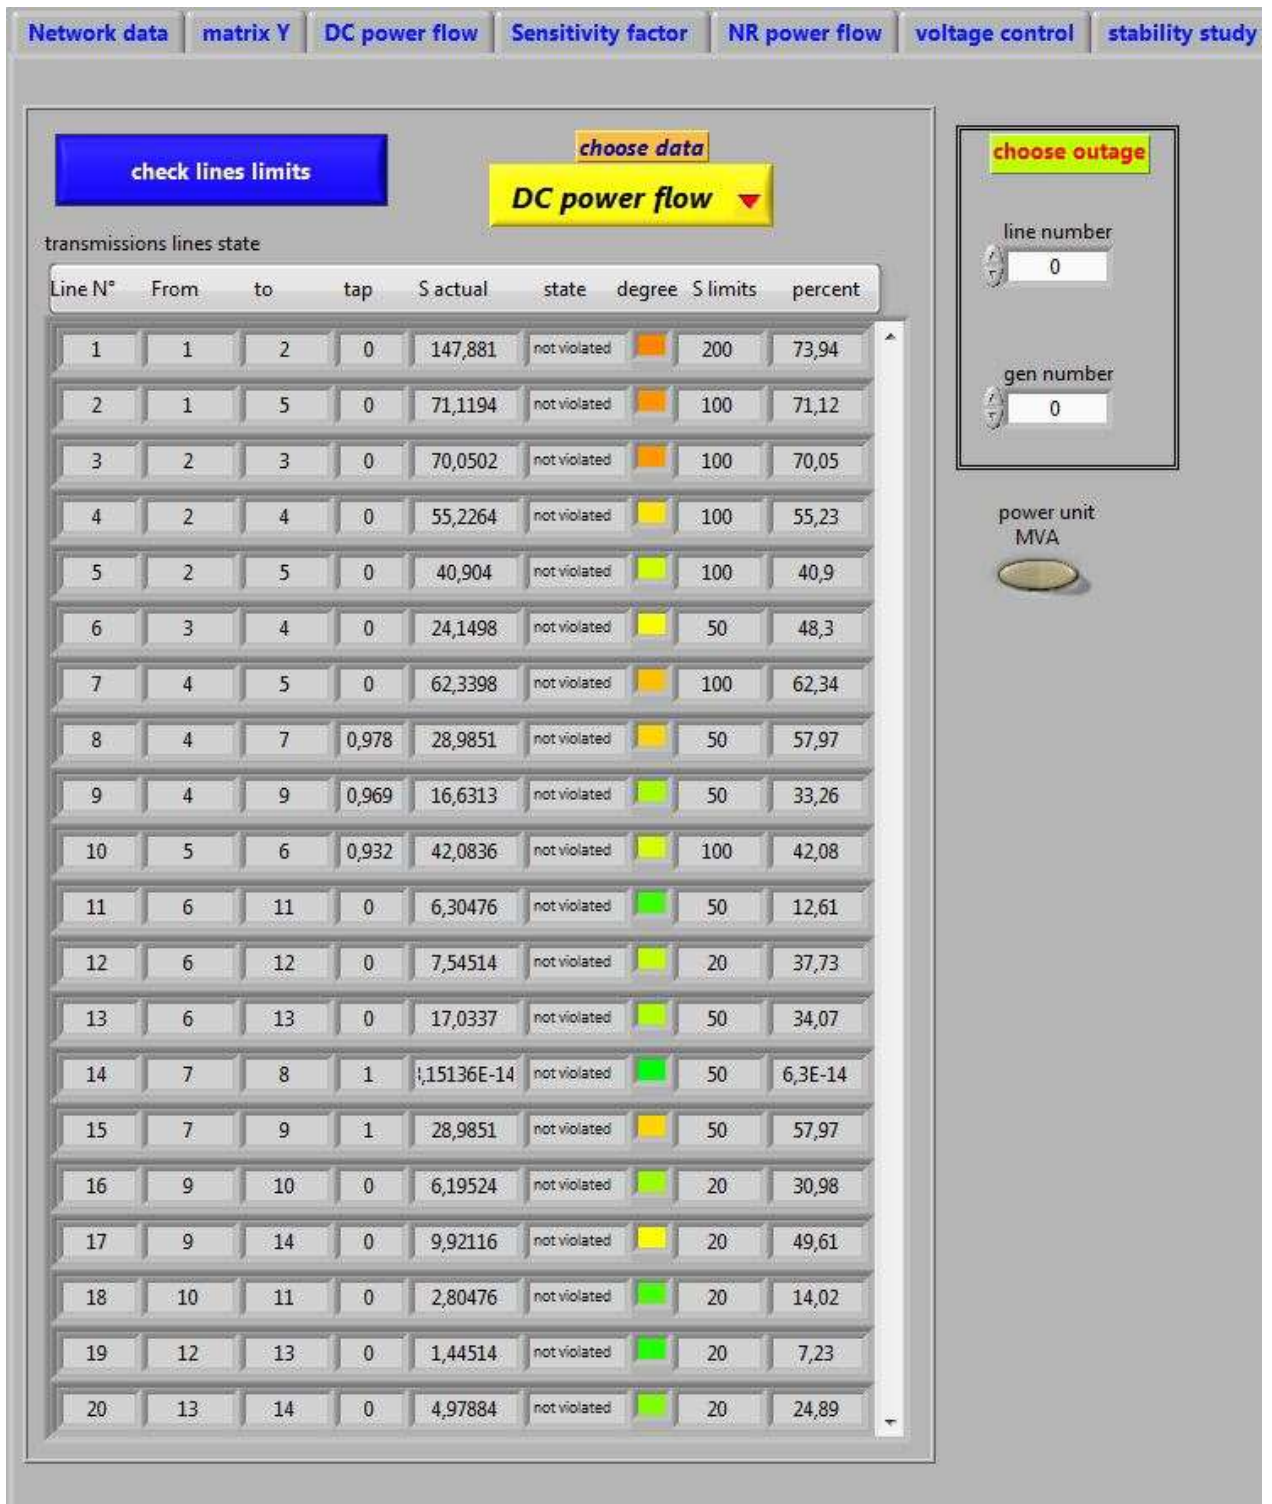 Network data matrix Y DC power flow Sensitivity factor NR power flow voltage control stability study
check lines limits
choose data
DC power flow
choose outage
line number
0
gen number
0
power unit
MVA
transmissions lines state
Line N° From to tap S actual state degree S limits percent
1 1 2 0 147,881 not violated 200 73,94
2 1 5 0 71,1194 not violated 100 71,12
3 2 3 0 70,0502 not violated 100 70,05
4 2 4 0 55,2264 not violated 100 55,23
5 2 5 0 40,904 not violated 100 40,9
6 3 4 0 24,1498 not violated 50 48,3
7 4 5 0 62,3398 not violated 100 62,34
8 4 7 0,978 28,9851 not violated 50 57,97
9 4 9 0,969 16,6313 not violated 50 33,26
10 5 6 0,932 42,0836 not violated 100 42,08
11 6 11 0 6,30476 not violated 50 12,61
12 6 12 0 7,54514 not violated 20 37,73
13 6 13 0 17,0337 not violated 50 34,07
14 7 8 1 ,15136E-14 not violated 50 6,3E-14
15 7 9 1 28,9851 not violated 50 57,97
16 9 10 0 6,19524 not violated 20 30,98
17 9 14 0 9,92116 not violated 20 49,61
18 10 11 0 2,80476 not violated 20 14,02
19 12 13 0 1,44514 not violated 20 7,23
20 13 14 0 4,97884 not violated 20 24,89